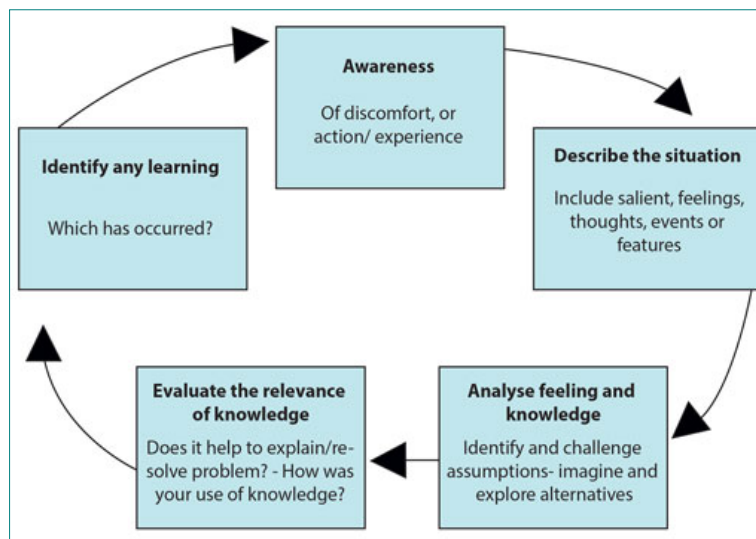 Awareness
Of discomfort, or
action/ experience
Describe the situation
Include salient, feelings,
thoughts, events or
features
Analyse feeling and
knowledge
Identify and challenge
assumptions- imagine and
explore alternatives
Evaluate the relevance
of knowledge
Does it help to explain/re-
solve problem? - How was
your use of knowledge?
Identify any learning
Which has occurred?